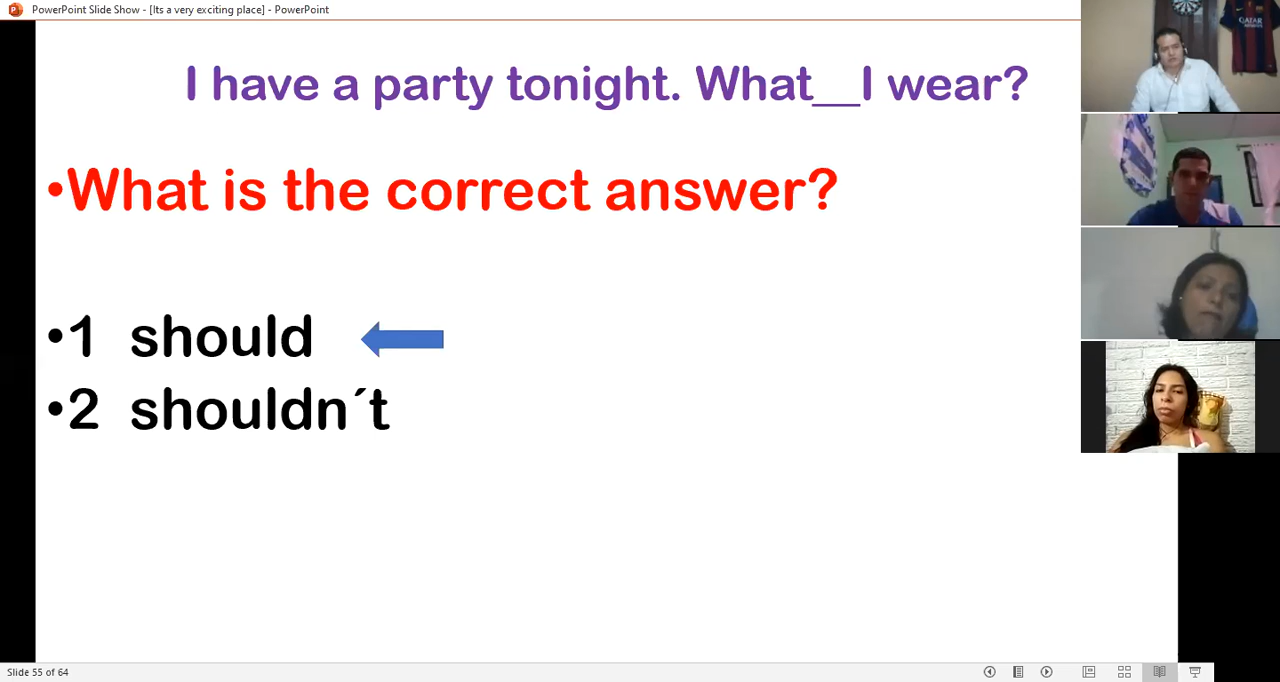 PowerPoint Slide Show - [Its a very exciting place] - PowerPoint
I have a party tonight. What__I wear?
•What is the correct answer?
•1 should
•2 shouldn´t
QATAR
Slide 55 of 64